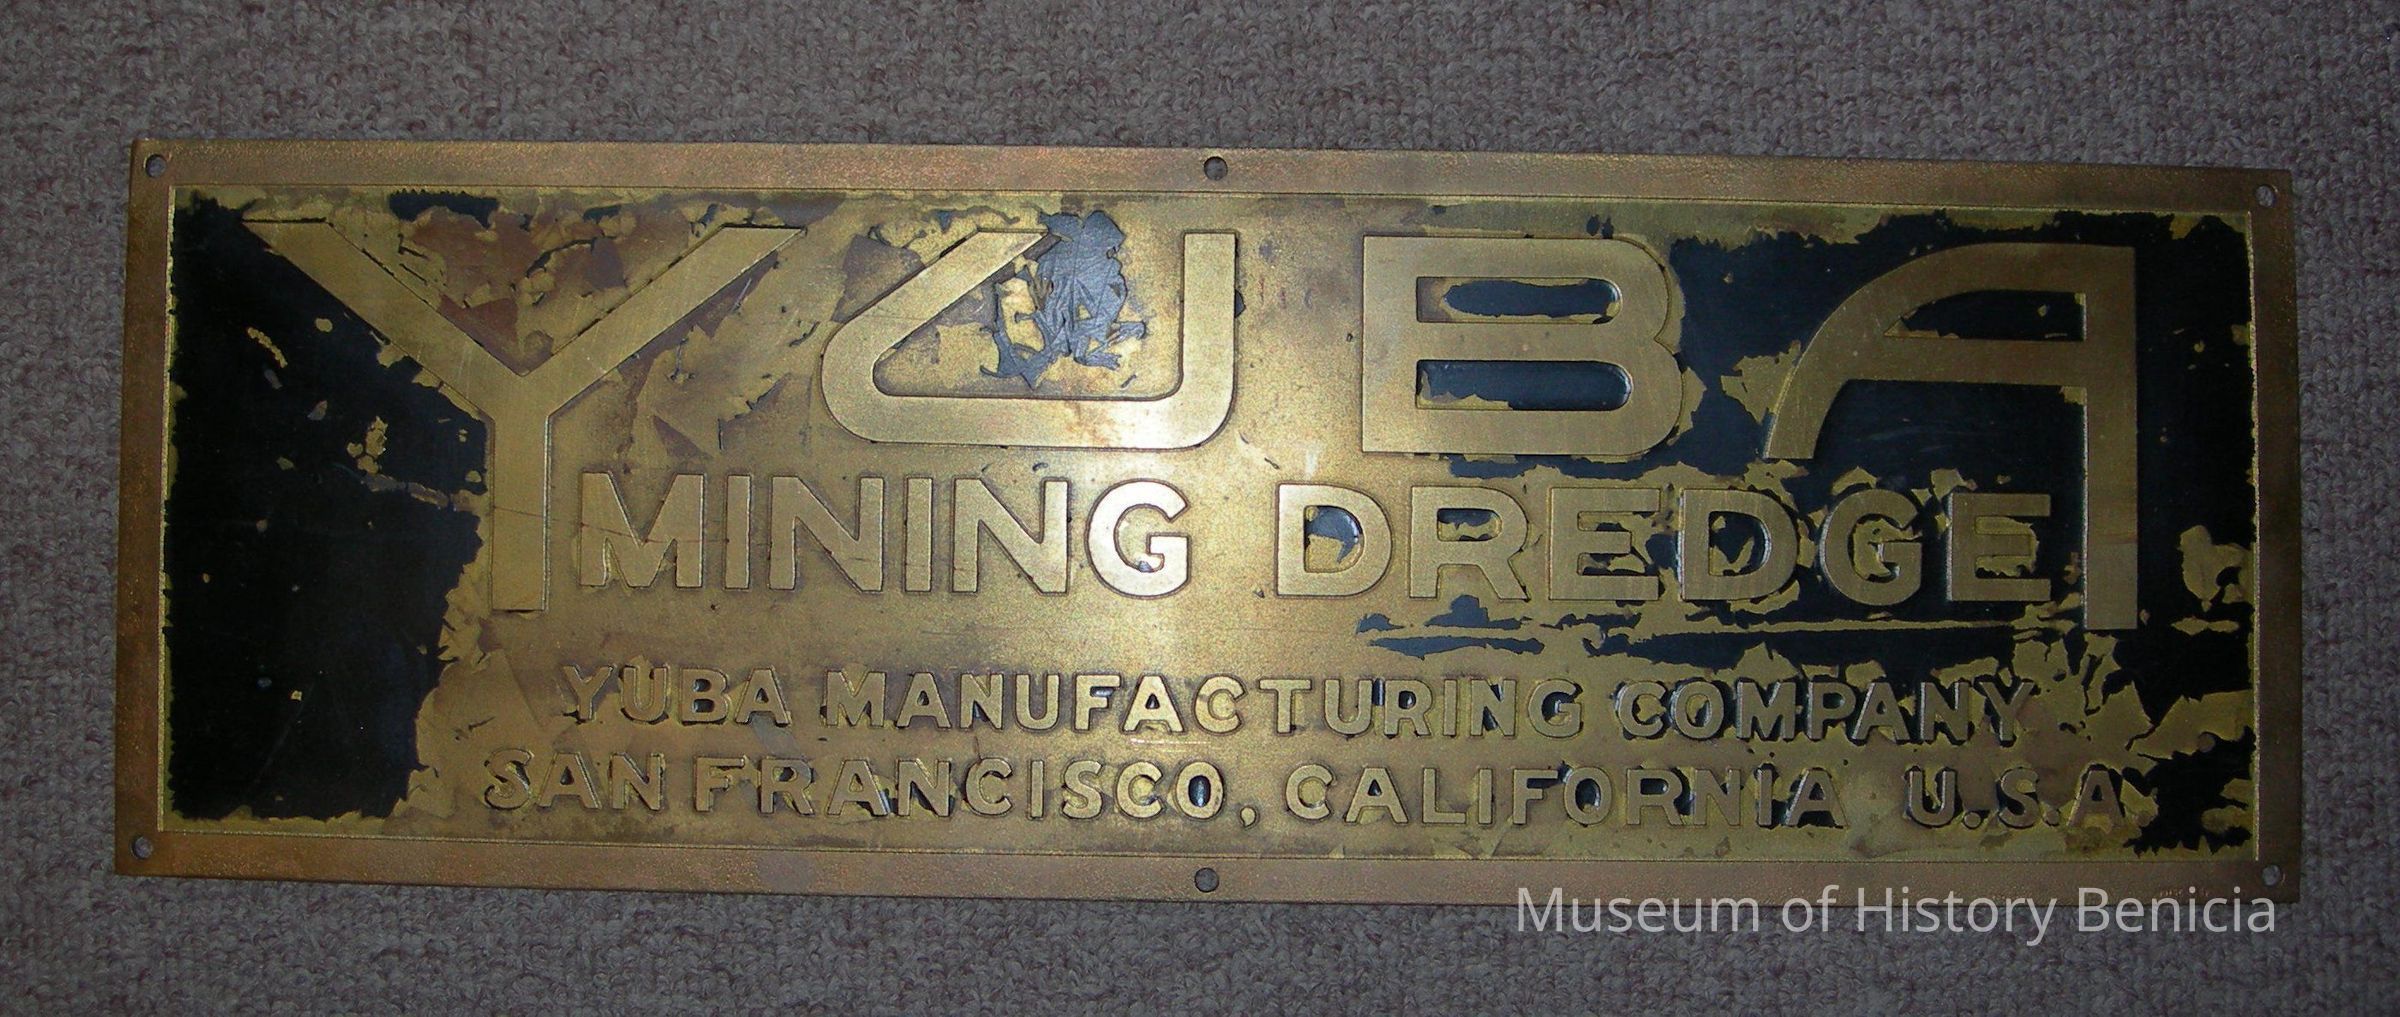 YUBA
MINING DREDGE
YUBA MANUFACTURING COMPANY
SAN FRANCISCO, CALIFORNIA U.S.A.
Museum of History Benicia